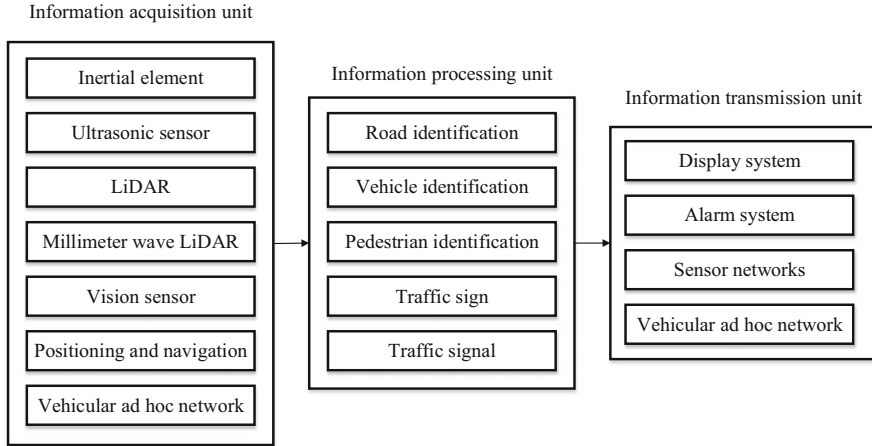 Information acquisition unit
Inertial element
Ultrasonic sensor
LiDAR
Millimeter wave LiDAR
Vision sensor
Positioning and navigation
Vehicular ad hoc network
Information processing unit
Road identification
Vehicle identification
Pedestrian identification
Traffic sign
Traffic signal
Information transmission unit
Display system
Alarm system
Sensor networks
Vehicular ad hoc network